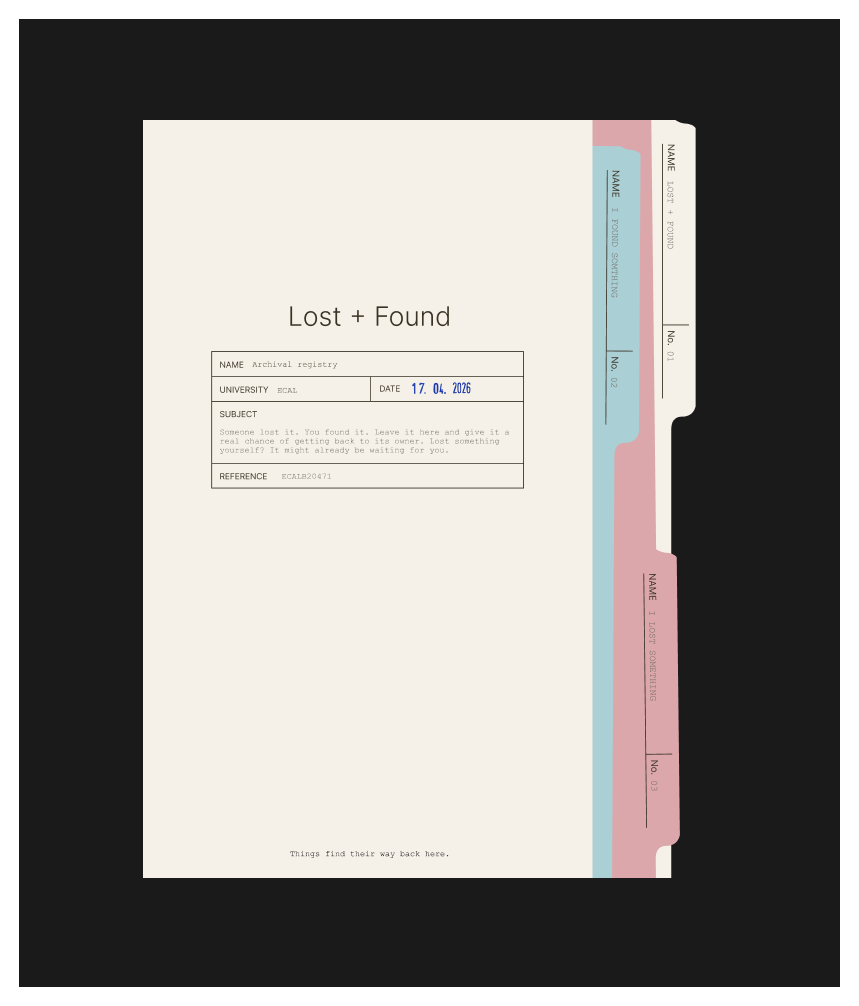 Lost + Found
NAME Archival registry
UNIVERSITY ECAL
DATE 17. 04. 2026
SUBJECT
Someone lost it. You found it. Leave it here and give it a
real chance of getting back to its owner. Lost something
yourself? It might already be waiting for you.
REFERENCE ECALB20471
Things find their way back here.
NAME I FOUND SOMTHING
No. 02
NAME LOST + FOUND
No. 01
NAME I LOST SOMETHING
No. 03